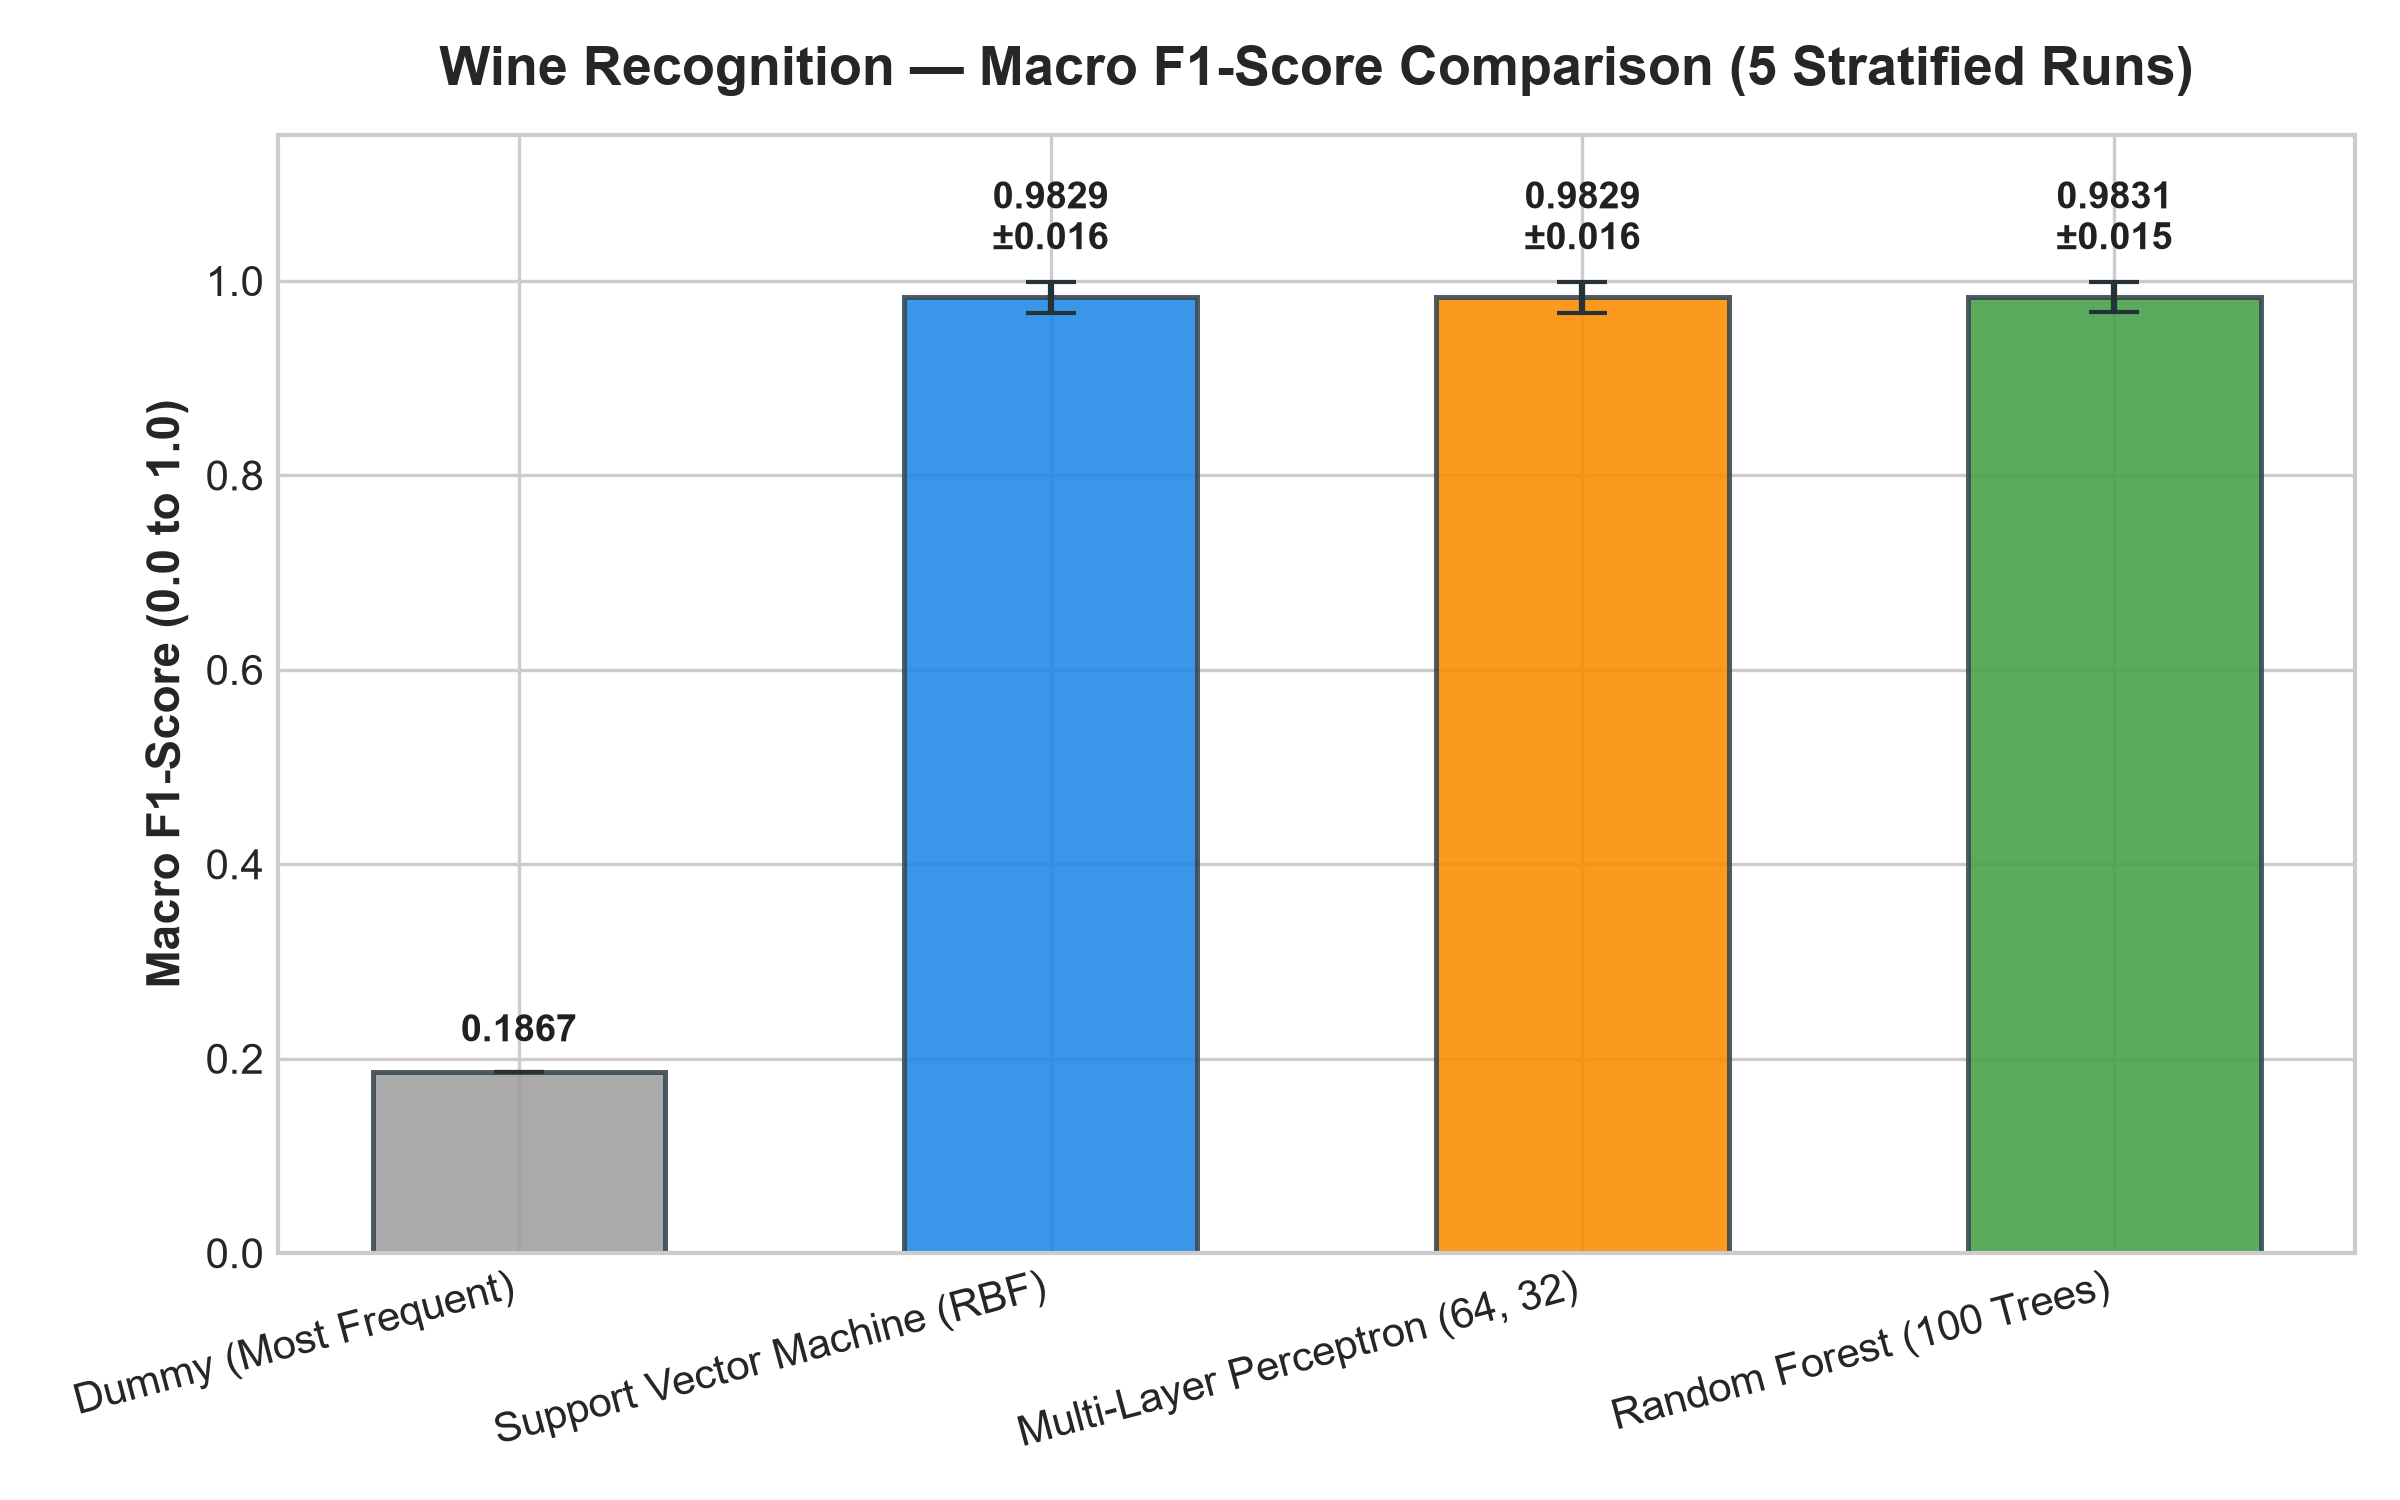 Wine Recognition — Macro F1-Score Comparison (5 Stratified Runs)
Macro F1-Score (0.0 to 1.0)
1.0
0.8
0.6
0.4
0.2
0.0
0.1867
0.9829
±0.016
0.9829
±0.016
0.9831
±0.015
Dummy (Most Frequent)
Support Vector Machine (RBF)
Multi-Layer Perceptron (64, 32)
Random Forest (100 Trees)